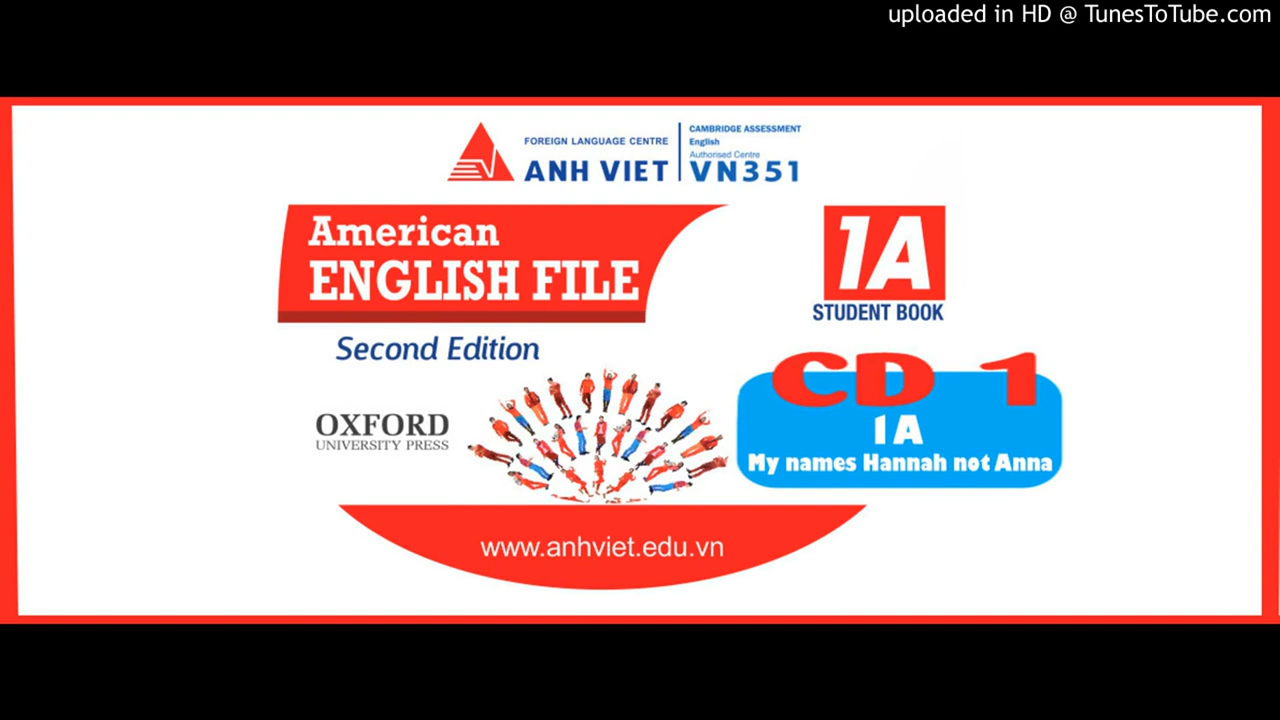 uploaded in HD @ TunesToTube.com
FOREIGN LANGUAGE CENTRE
ANH VIET
CAMBRIDGE ASSESSMENT
English
Authorised Centre
VN351
American
ENGLISH FILE
Second Edition
1A
STUDENT BOOK
OXFORD
UNIVERSITY PRESS
CD 1
1A
My names Hannah not Anna
www.anhviet.edu.vn